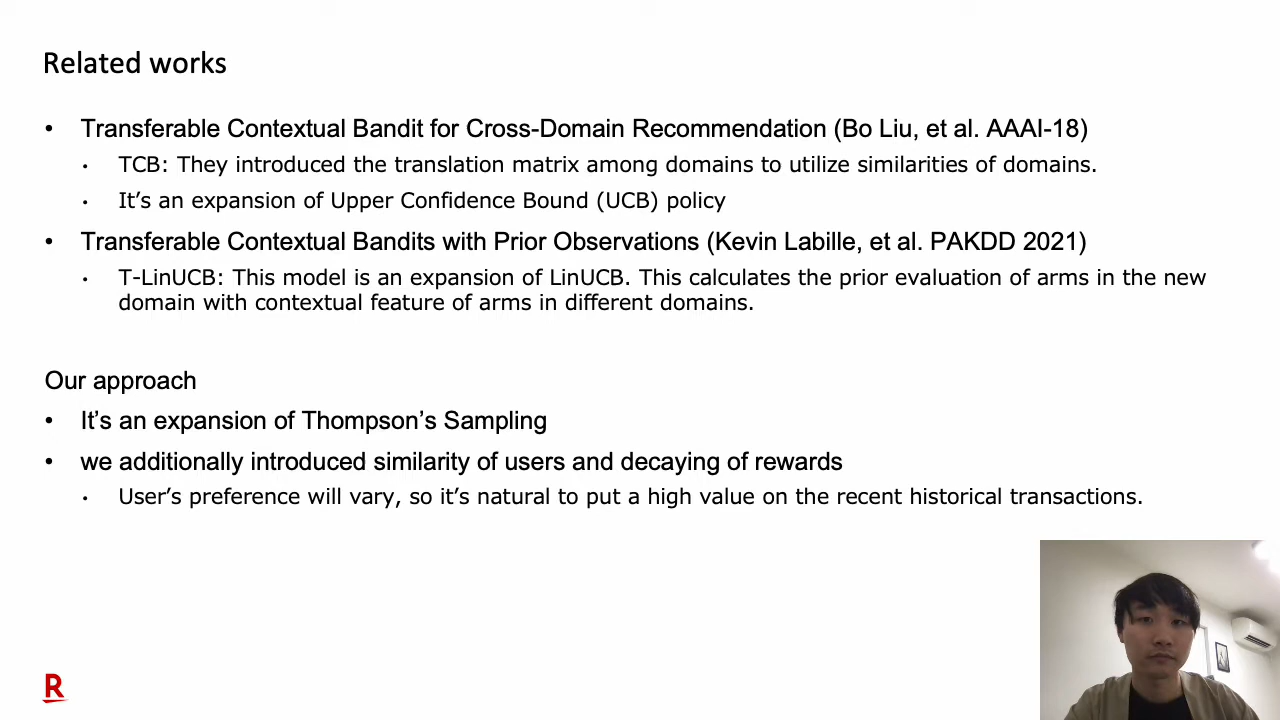 Related works
• Transferable Contextual Bandit for Cross-Domain Recommendation (Bo Liu, et al. AAAI-18)
• TCB: They introduced the translation matrix among domains to utilize similarities of domains.
• It’s an expansion of Upper Confidence Bound (UCB) policy
• Transferable Contextual Bandits with Prior Observations (Kevin Labille, et al. PAKDD 2021)
• T-LinUCB: This model is an expansion of LinUCB. This calculates the prior evaluation of arms in the new
domain with contextual feature of arms in different domains.
Our approach
• It’s an expansion of Thompson’s Sampling
• we additionally introduced similarity of users and decaying of rewards
• User’s preference will vary, so it’s natural to put a high value on the recent historical transactions.
R